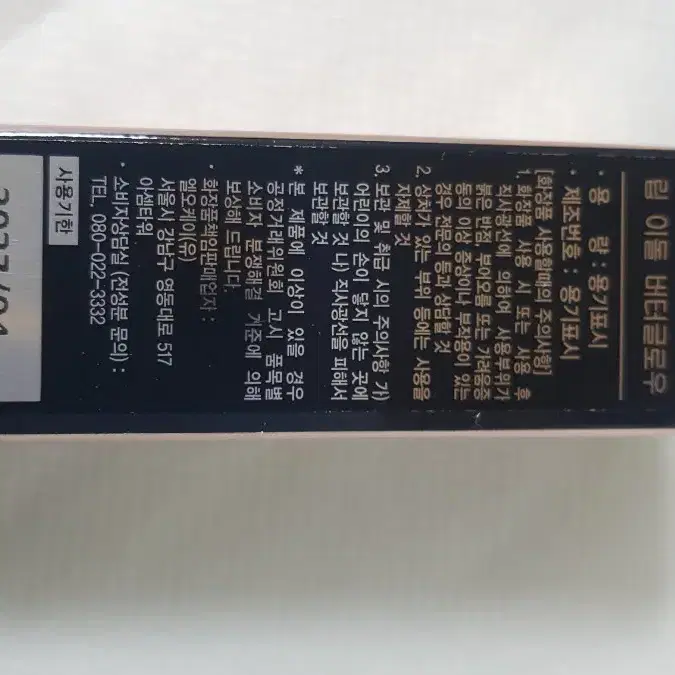 릴 이돌 버터글로우
· 용 량 : 용기표시
· 제조번호 : 용기표시
[화장품 사용할때의 주의사항]
1. 화장품 사용 시 또는 사용 후
직사광선에 의하여 사용부위가
붉은 반점, 부어오름 또는 가려움증
등의 이상 증상이나 부작용이 있는
경우 전문의 등과 상담할 것
2. 상처가 있는 부위 등에는 사용을
자제할 것
3. 보관 및 취급 시의 주의사항 가)
어린이의 손이 닿지 않는 곳에
보관할 것 나) 직사광선을 피해서
보관할 것
* 본 제품에 이상이 있을 경우
공정거래위원회 고시 품목별
소비자 분쟁해결 기준에 의해
보상해 드립니다.
· 화장품책임판매업자 :
엘오케이(유)
서울시 강남구 영동대로 517
아셈타워
· 소비자상담실 (전성분 문의) :
TEL. 080-022-3332
사용기한